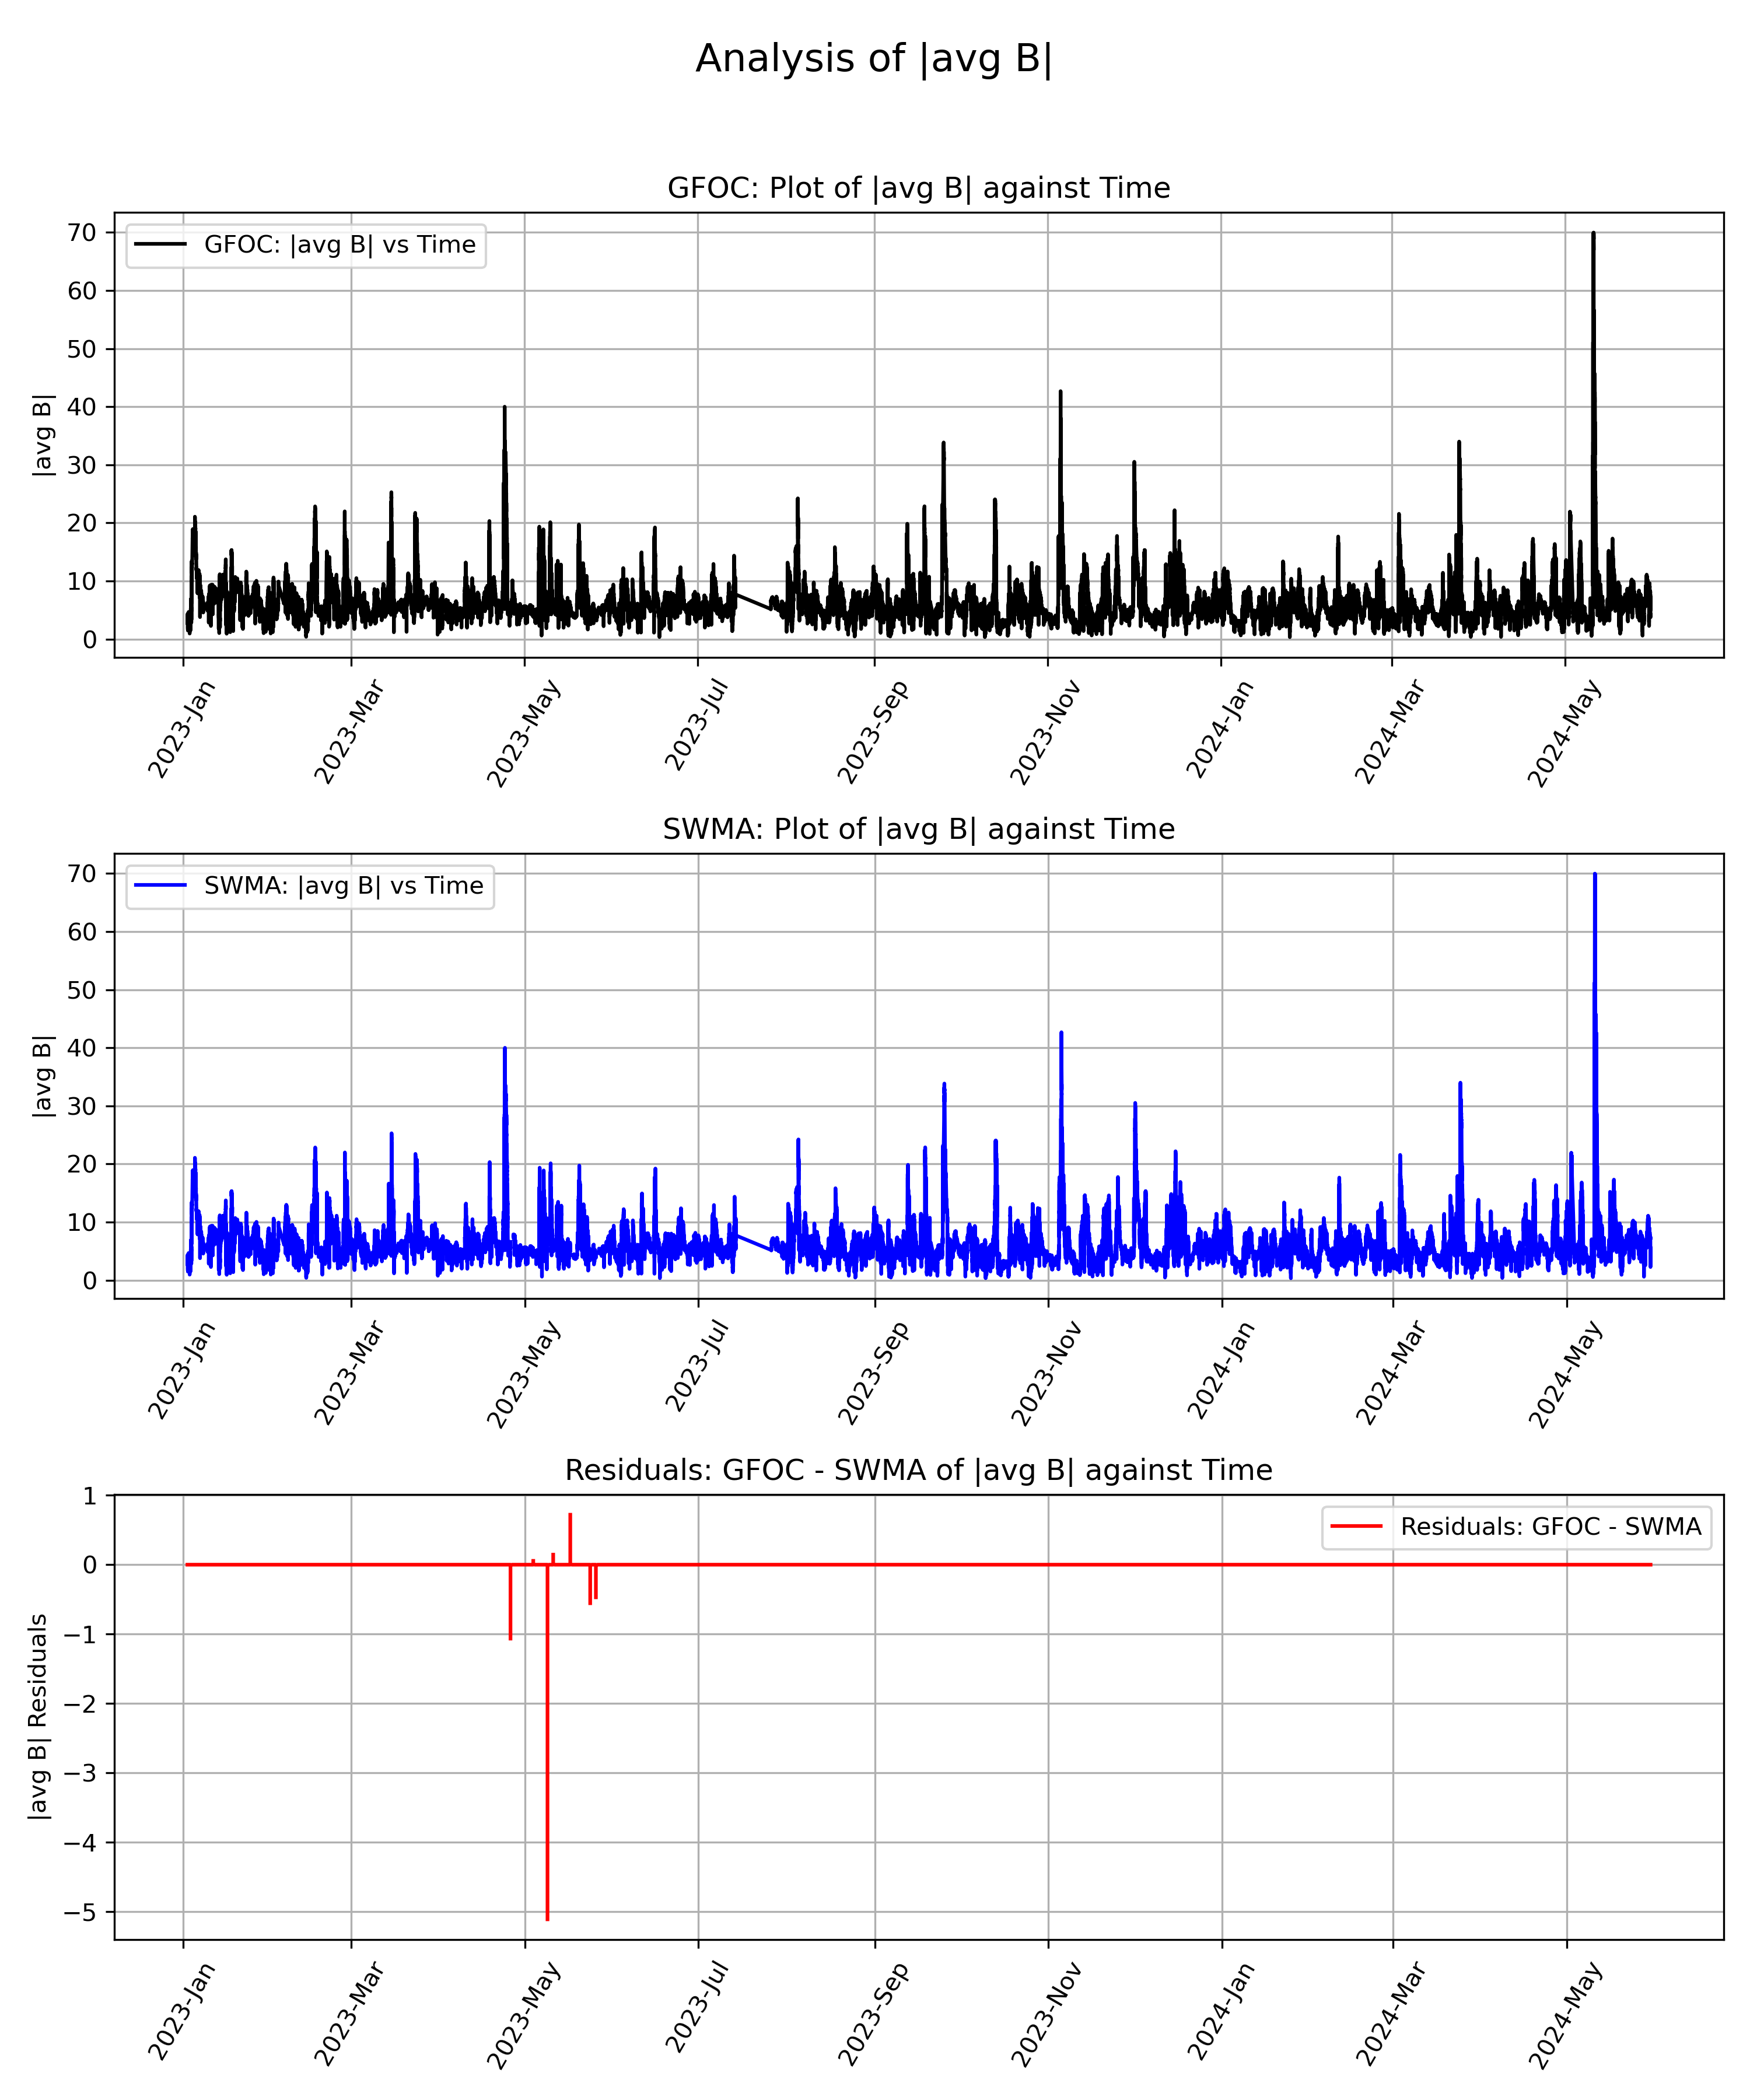 Analysis of |avg B|
GFOC: Plot of |avg B| against Time
GFOC: |avg B| vs Time
|avg B|
70
60
50
40
30
20
10
0
2023-Jan
2023-Mar
2023-May
2023-Jul
2023-Sep
2023-Nov
2024-Jan
2024-Mar
2024-May
SWMA: Plot of |avg B| against Time
SWMA: |avg B| vs Time
|avg B|
70
60
50
40
30
20
10
0
2023-Jan
2023-Mar
2023-May
2023-Jul
2023-Sep
2023-Nov
2024-Jan
2024-Mar
2024-May
Residuals: GFOC - SWMA of |avg B| against Time
Residuals: GFOC - SWMA
|avg B| Residuals
1
0
−1
−2
−3
−4
−5
2023-Jan
2023-Mar
2023-May
2023-Jul
2023-Sep
2023-Nov
2024-Jan
2024-Mar
2024-May